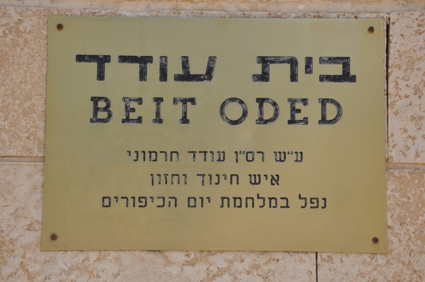 בית עודד
BEIT ODED
ע"ש רס"ן עודד חרמוני
איש חינוך וחזון
נפל במלחמת יום הכיפורים